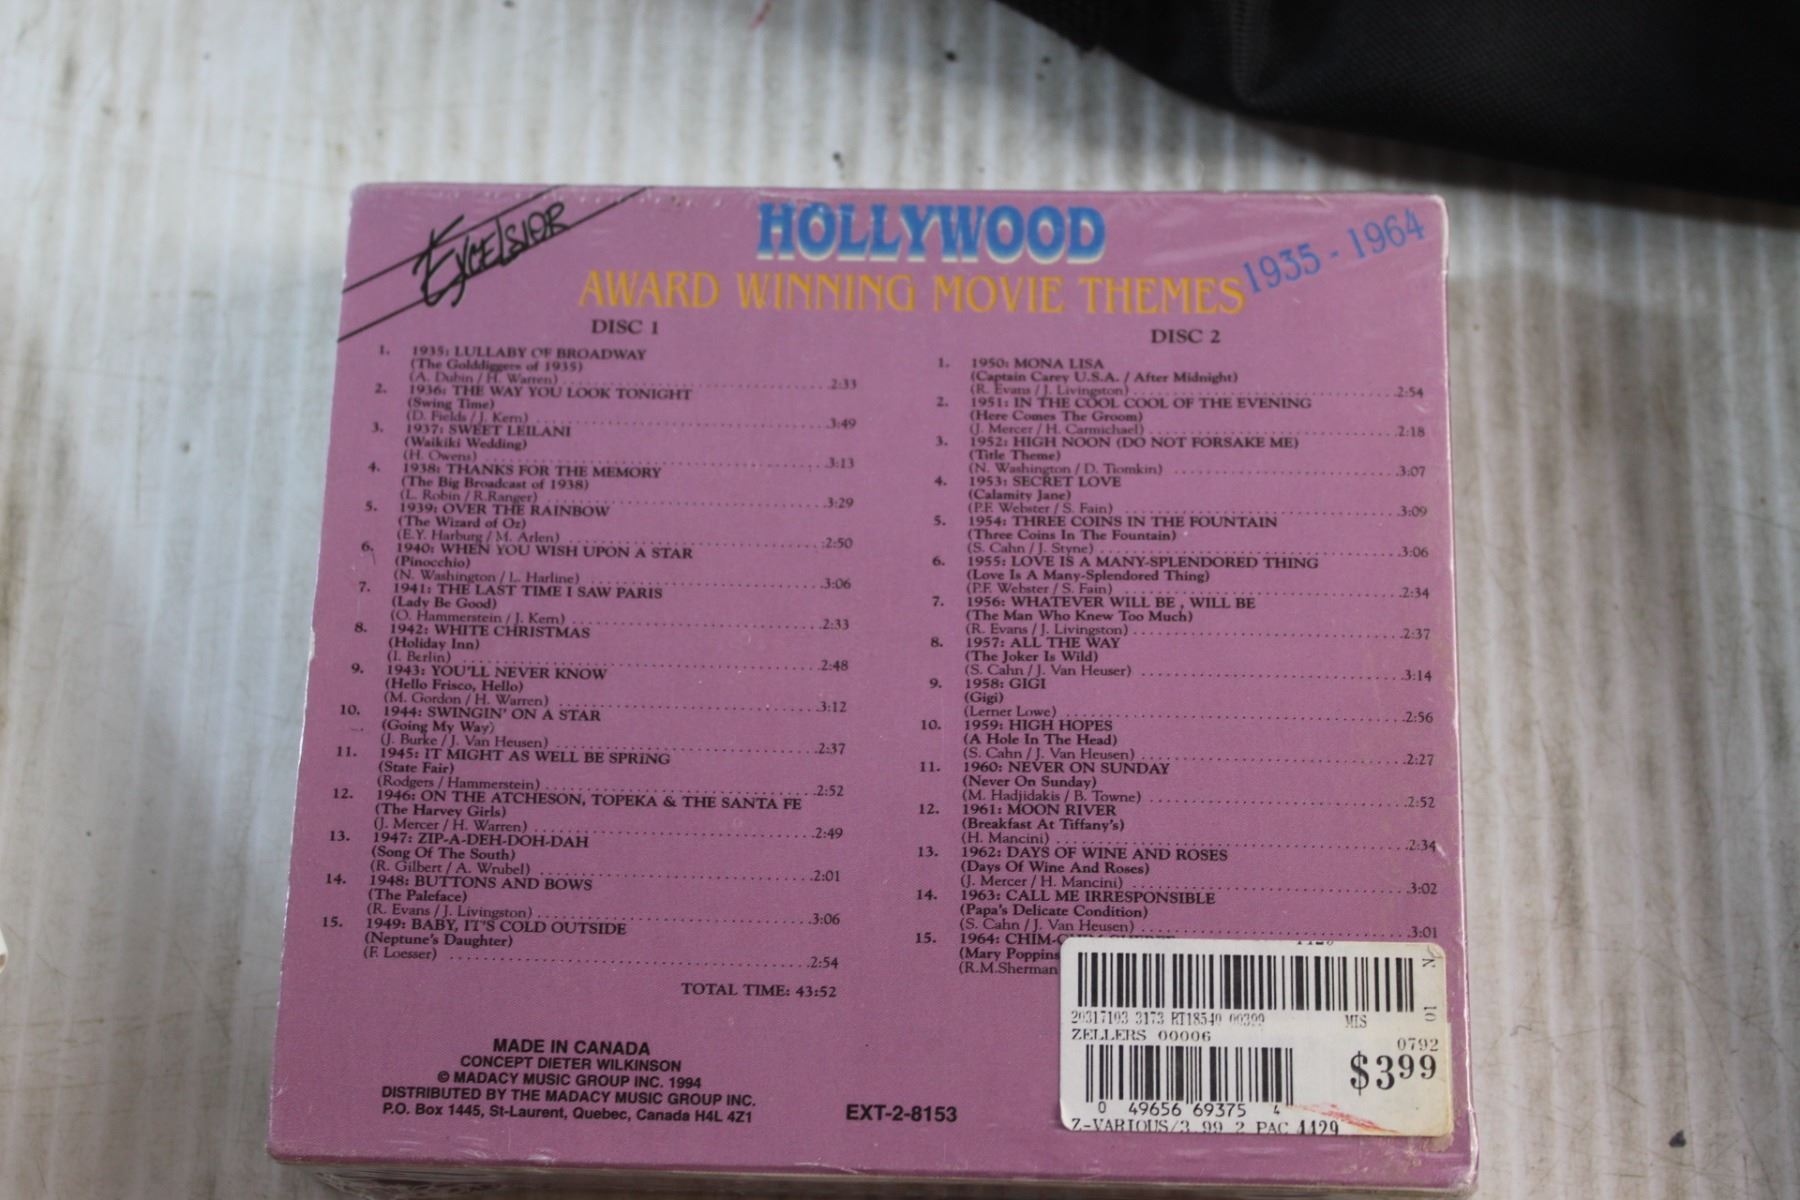 EXCELSIOR
HOLLYWOOD
AWARD WINNING MOVIE THEMES
1935 - 1964
DISC 1
1. 1935: LULLABY OF BROADWAY
(The Golddiggers of 1935)
(A. Dubin / H. Warren) 2:33
2. 1936: THE WAY YOU LOOK TONIGHT
(Swing Time)
(D. Fields / J. Kern) 3:49
3. 1937: SWEET LEILANI
(Waikiki Wedding)
(H. Owens) 3:13
4. 1938: THANKS FOR THE MEMORY
(The Big Broadcast of 1938)
(L. Robin / R.Ranger) 3:29
5. 1939: OVER THE RAINBOW
(The Wizard of Oz)
(E.Y. Harburg / M. Arlen) 2:50
6. 1940: WHEN YOU WISH UPON A STAR
(Pinocchio)
(N. Washington / L. Harline) 3:06
7. 1941: THE LAST TIME I SAW PARIS
(Lady Be Good)
(O. Hammerstein / J. Kern) 2:33
8. 1942: WHITE CHRISTMAS
(Holiday Inn)
(I. Berlin) 2:48
9. 1943: YOU'LL NEVER KNOW
(Hello Frisco, Hello)
(M. Gordon / H. Warren) 3:12
10. 1944: SWINGIN' ON A STAR
(Going My Way)
(J. Burke / J. Van Heusen) 2:37
11. 1945: IT MIGHT AS WELL BE SPRING
(State Fair)
(Rodgers / Hammerstein) 2:52
12. 1946: ON THE ATCHESON, TOPEKA & THE SANTA FE
(The Harvey Girls)
(J. Mercer / H. Warren) 2:49
13. 1947: ZIP-A-DEH-DOH-DAH
(Song Of The South)
(R. Gilbert / A. Wrubel) 2:01
14. 1948: BUTTONS AND BOWS
(The Paleface)
(R. Evans / J. Livingston) 3:06
15. 1949: BABY, IT'S COLD OUTSIDE
(Neptune's Daughter)
(F. Loesser) 2:54
TOTAL TIME: 43:52
DISC 2
1. 1950: MONA LISA
(Captain Carey U.S.A. / After Midnight)
(R. Evans / J. Livingston) 2:54
2. 1951: IN THE COOL COOL OF THE EVENING
(Here Comes The Groom)
(J. Mercer / H. Carmichael) 2:18
3. 1952: HIGH NOON (DO NOT FORSAKE ME)
(Title Theme)
(N. Washington / D. Tiomkin) 3:07
4. 1953: SECRET LOVE
(Calamity Jane)
(P.F. Webster / S. Fain) 3:09
5. 1954: THREE COINS IN THE FOUNTAIN
(Three Coins In The Fountain)
(S. Cahn / J. Styne) 3:06
6. 1955: LOVE IS A MANY-SPLENDORED THING
(Love Is A Many-Splendored Thing)
(P.F. Webster / S. Fain) 2:34
7. 1956: WHATEVER WILL BE , WILL BE
(The Man Who Knew Too Much)
(R. Evans / J. Livingston) 2:37
8. 1957: ALL THE WAY
(The Joker Is Wild)
(S. Cahn / J. Van Heuser) 3:14
9. 1958: GIGI
(Gigi)
(Lerner Lowe) 2:56
10. 1959: HIGH HOPES
(A Hole In The Head)
(S. Cahn / J. Van Heusen) 2:27
11. 1960: NEVER ON SUNDAY
(Never On Sunday)
(M. Hadjidakis / B. Towne) 2:52
12. 1961: MOON RIVER
(Breakfast At Tiffany's)
(H. Mancini) 2:34
13. 1962: DAYS OF WINE AND ROSES
(Days Of Wine And Roses)
(J. Mercer / H. Mancini) 3:02
14. 1963: CALL ME IRRESPONSIBLE
(Papa's Delicate Condition)
(S. Cahn / J. Van Heusen) 3:01
15. 1964: CHIM-
(Mary Poppins
(R.M.Sherman
MADE IN CANADA
CONCEPT DIETER WILKINSON
© MADACY MUSIC GROUP INC. 1994
DISTRIBUTED BY THE MADACY MUSIC GROUP INC.
P.O. Box 1445, St-Laurent, Quebec, Canada H4L 4Z1
EXT-2-8153
20317103 3173 RT18540 00399 MIS
01
ZELLERS 00006
0792
$3.99
0 49656 69375 4
Z-VARIOUS/3.99 2 PAC 1129